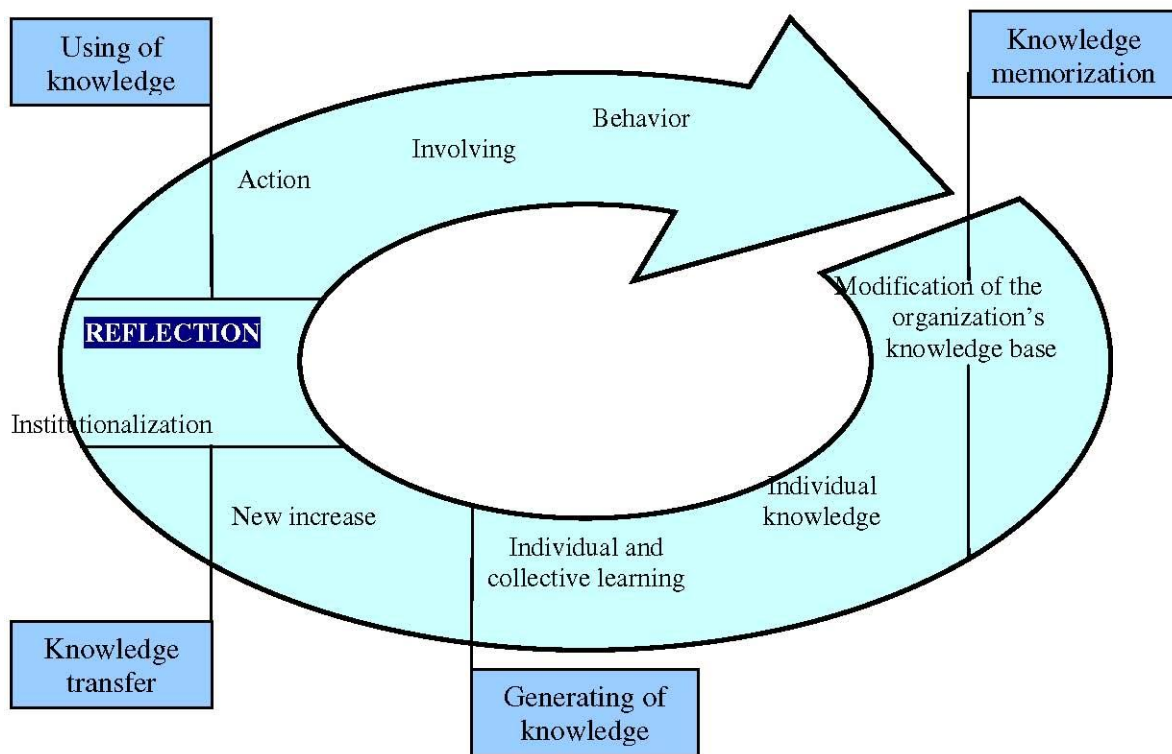 Using of
knowledge
Knowledge
memorization
Behavior
Involving
Action
REFLECTION
Institutionalization
Modification of the
organization's
knowledge base
Individual
knowledge
New increase
Individual and
collective learning
Knowledge
transfer
Generating of
knowledge